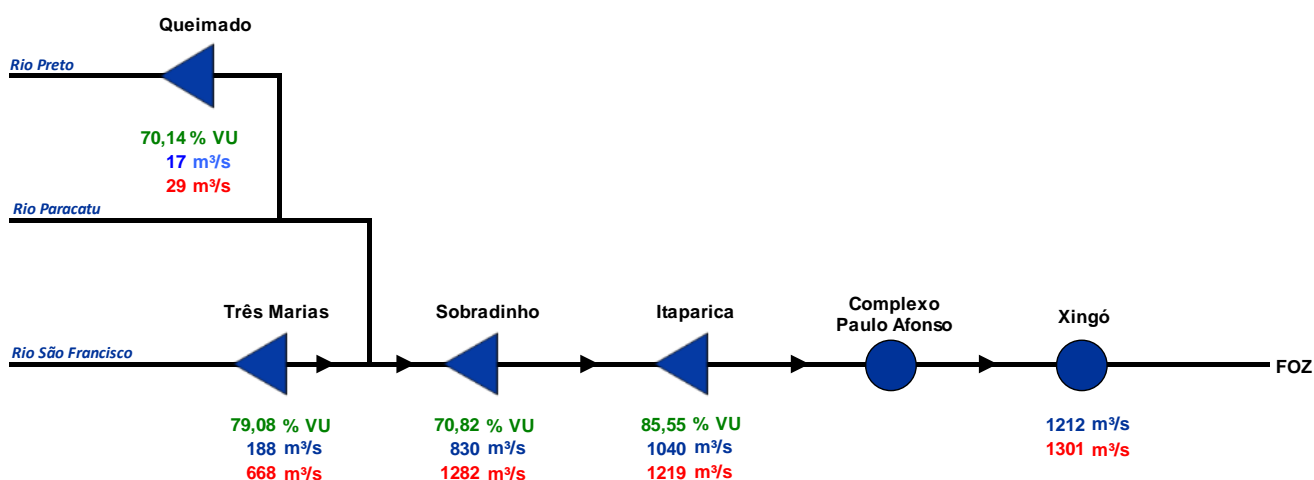 Queimado
Rio Preto
70,14 % VU
17 m³/s
29 m³/s
Rio Paracatu
Três Marias
Sobradinho
Itaparica
Complexo
Paulo Afonso
Xingó
Rio São Francisco
FOZ
79,08 % VU
188 m³/s
668 m³/s
70,82 % VU
830 m³/s
1282 m³/s
85,55 % VU
1040 m³/s
1219 m³/s
1212 m³/s
1301 m³/s